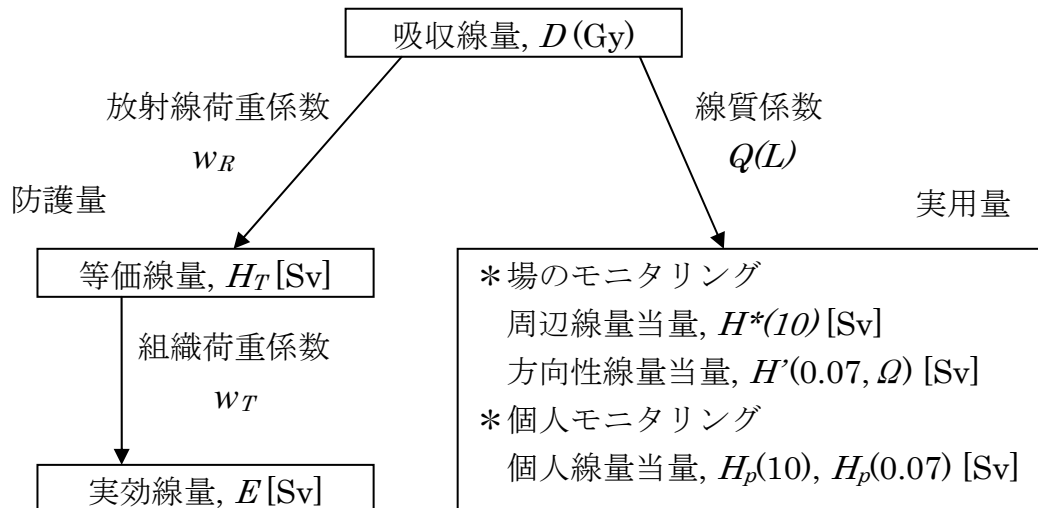 吸収線量, D (Gy)
放射線荷重係数
w_R
線質係数
Q(L)
防護量
実用量
等価線量, H_T [Sv]
組織荷重係数
w_T
実効線量, E [Sv]
＊場のモニタリング
周辺線量当量, H*(10) [Sv]
方向性線量当量, H’(0.07, Ω) [Sv]
＊個人モニタリング
個人線量当量, H_p(10), H_p(0.07) [Sv]